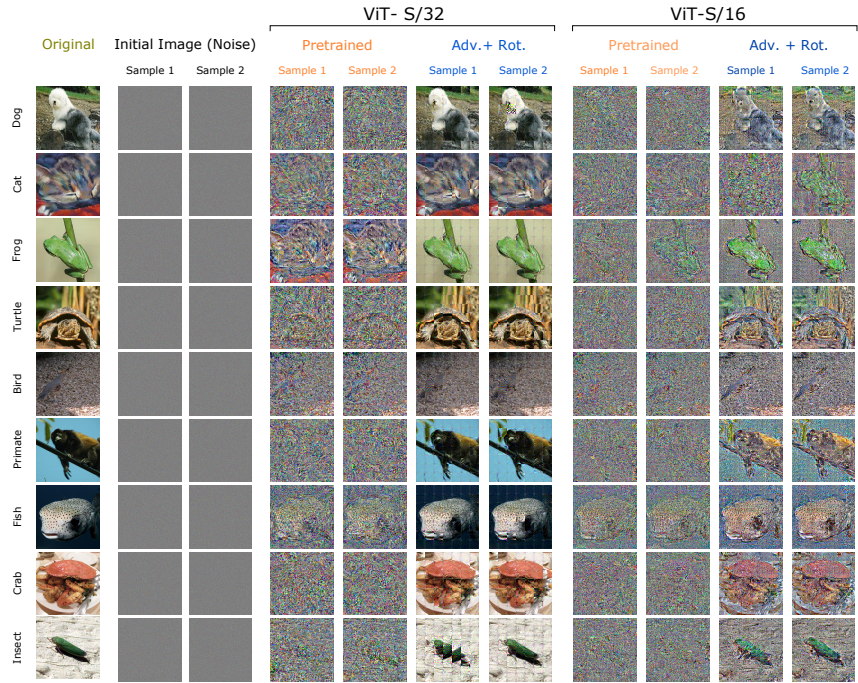 ViT- S/32 ViT-S/16
Original Initial Image (Noise) Pretrained Adv.+ Rot. Pretrained Adv. + Rot.
Sample 1 Sample 2 Sample 1 Sample 2 Sample 1 Sample 2 Sample 1 Sample 2 Sample 1 Sample 2
Dog
Cat
Frog
Turtle
Bird
Primate
Fish
Crab
Insect